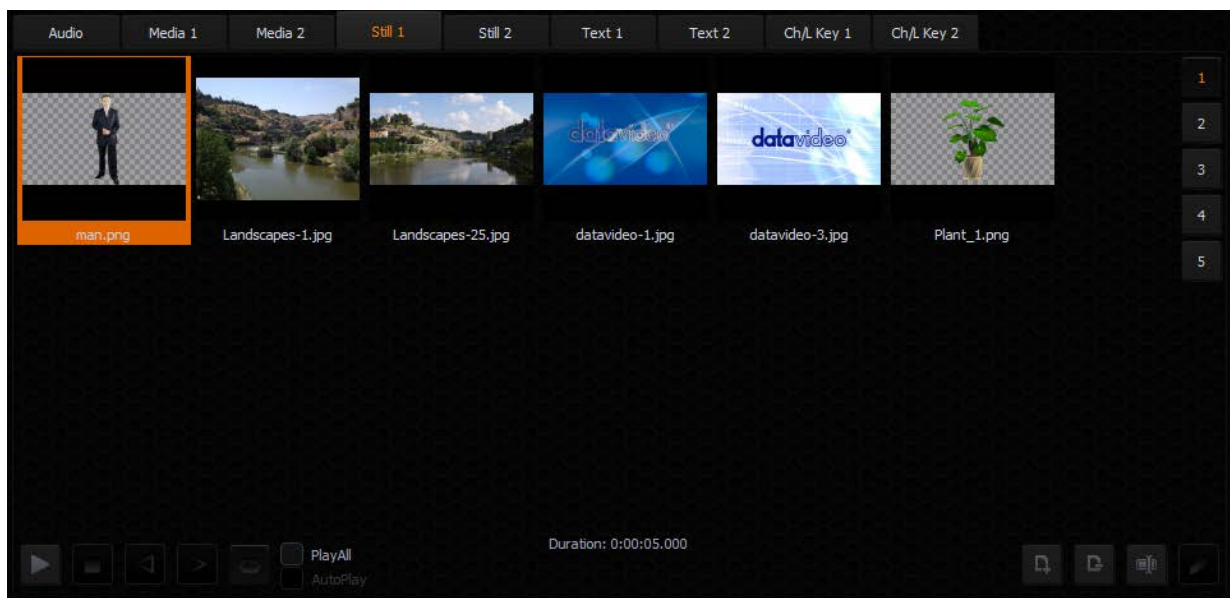 Audio Media 1 Media 2 Still 1 Still 2 Text 1 Text 2 Ch/L Key 1 Ch/L Key 2
1
2
3
4
5
datavideo
datavideo
man.png Landscapes-1.jpg Landscapes-25.jpg datavideo-1.jpg datavideo-3.jpg Plant_1.png
Duration: 0:00:05.000
PlayAll
AutoPlay